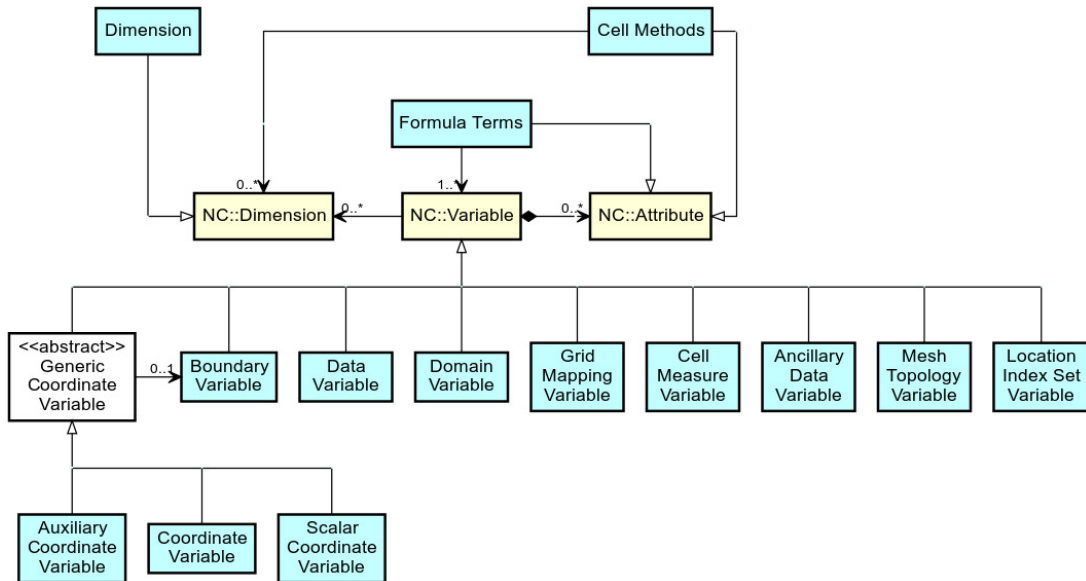 Dimension
Cell Methods
Formula Terms
0..*
1..*
NC::Dimension
0..*
NC::Variable
0..*
NC::Attribute
<<abstract>>
Generic
Coordinate
Variable
0..1
Boundary
Variable
Data
Variable
Domain
Variable
Grid
Mapping
Variable
Cell
Measure
Variable
Ancillary
Data
Variable
Mesh
Topology
Variable
Location
Index Set
Variable
Auxiliary
Coordinate
Variable
Coordinate
Variable
Scalar
Coordinate
Variable